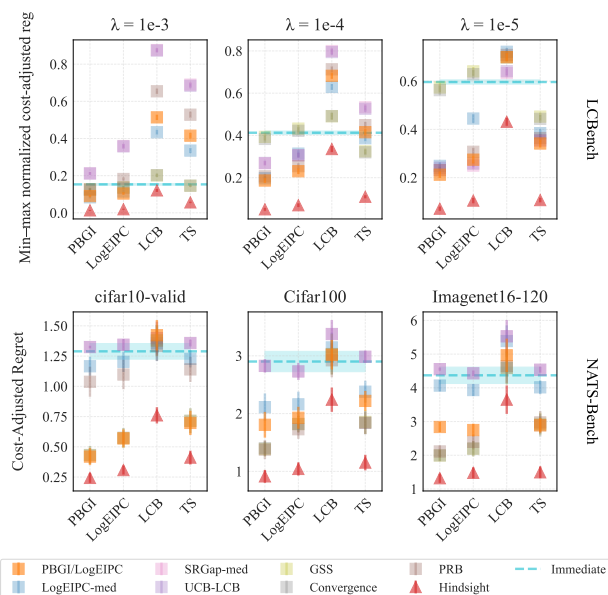 λ = 1e-3 λ = 1e-4 λ = 1e-5
Min–max normalized cost-adjusted reg
0.8
0.6
0.4
0.2
0.0
PBGI LogEIPC LCB TS
0.8
0.6
0.4
0.2
PBGI LogEIPC LCB TS
0.6
0.4
0.2
PBGI LogEIPC LCB TS
LCBench
cifar10-valid Cifar100 Imagenet16-120
Cost-Adjusted Regret
1.50
1.25
1.00
0.75
0.50
0.25
PBGI LogEIPC LCB TS
3
2
1
PBGI LogEIPC LCB TS
6
5
4
3
2
1
PBGI LogEIPC LCB TS
NATS-Bench
PBGI/LogEIPC SRGap-med GSS PRB Immediate
LogEIPC-med UCB-LCB Convergence Hindsight